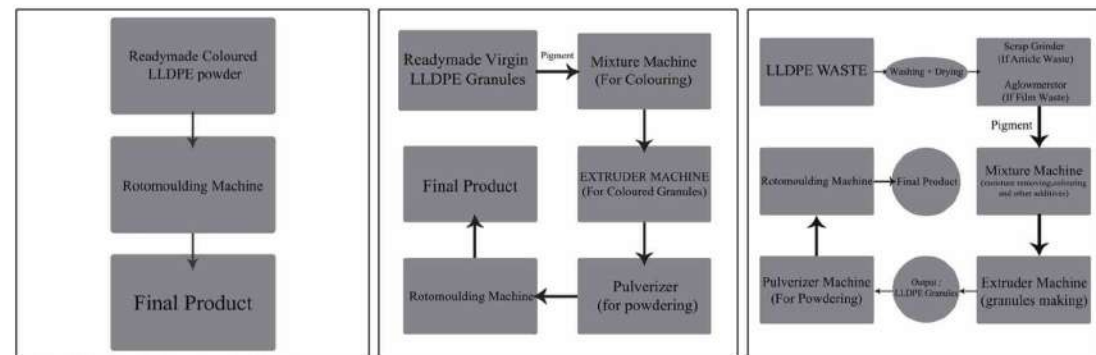 Readymade Coloured
LLDPE powder
Rotomoulding Machine
Final Product
Readymade Virgin
LLDPE Granules
Pigment
Mixture Machine
(For Colouring)
EXTRUDER MACHINE
(For Coloured Granules)
Pulverizer
(for powdering)
Rotomoulding Machine
Final Product
LLDPE WASTE
Washing + Drying
Scrap Grinder
(If Article Waste)
Aglowmeretor
(If Film Waste)
Pigment
Mixture Machine
(moisture removing,colouring
and other additives)
Extruder Machine
(granules making)
Output :
LLDPE Granules
Pulverizer Machine
(For Powdering)
Rotomoulding Machine
Final Product